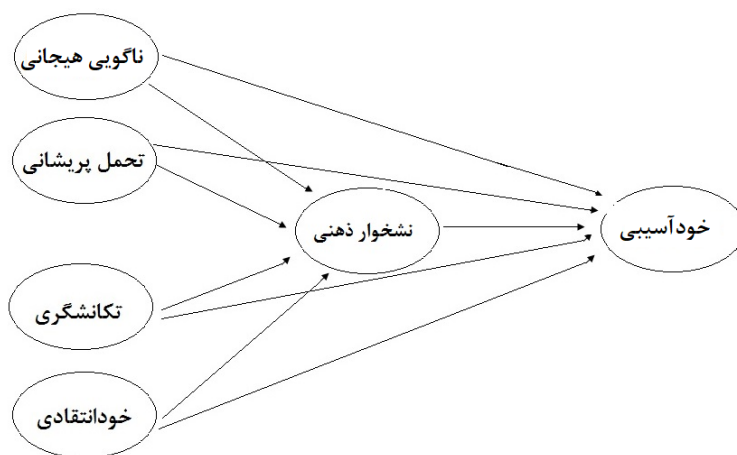 ناگویی هیجانی
تحمل پریشانی
نشخوار ذهنی
خودآسیبی
تکانشگری
خودانتقادی